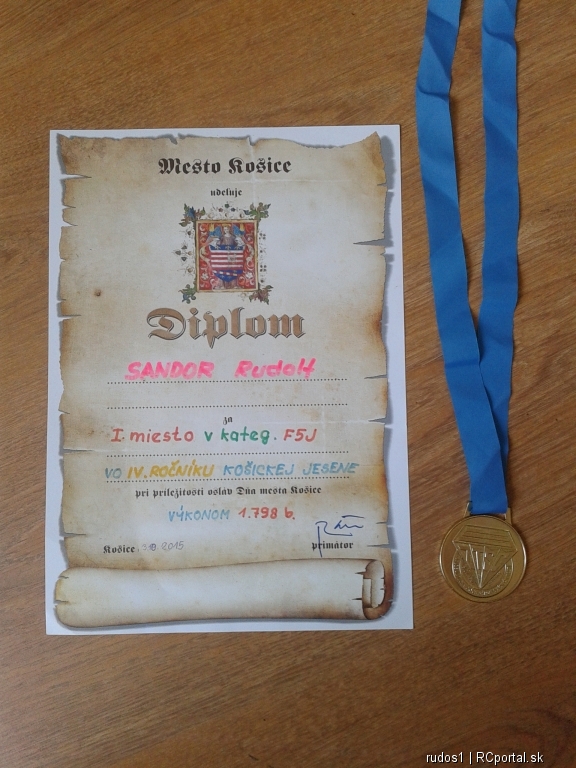 Mesto Košice
udeľuje
Diplom
SANDOR Rudolf
za
I. miesto v kateg. F5J
VO IV. ROČNÍKU KOŠICKEJ JESENE
pri príležitosti osláv Dňa mesta Košice
VÝKONOM 1.798 b.
Košice 2015
primátor
rudos1 | RCportal.sk